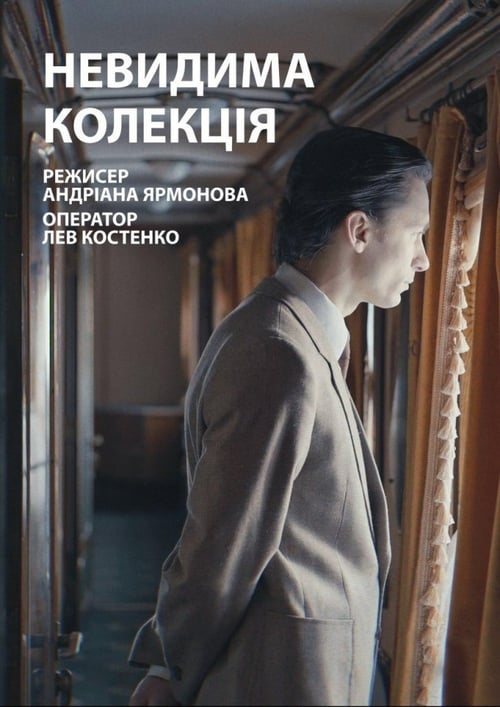 НЕВИДИМА
КОЛЕКЦІЯ
РЕЖИСЕР
АНДРІАНА ЯРМОНОВА
ОПЕРАТОР
ЛЕВ КОСТЕНКО